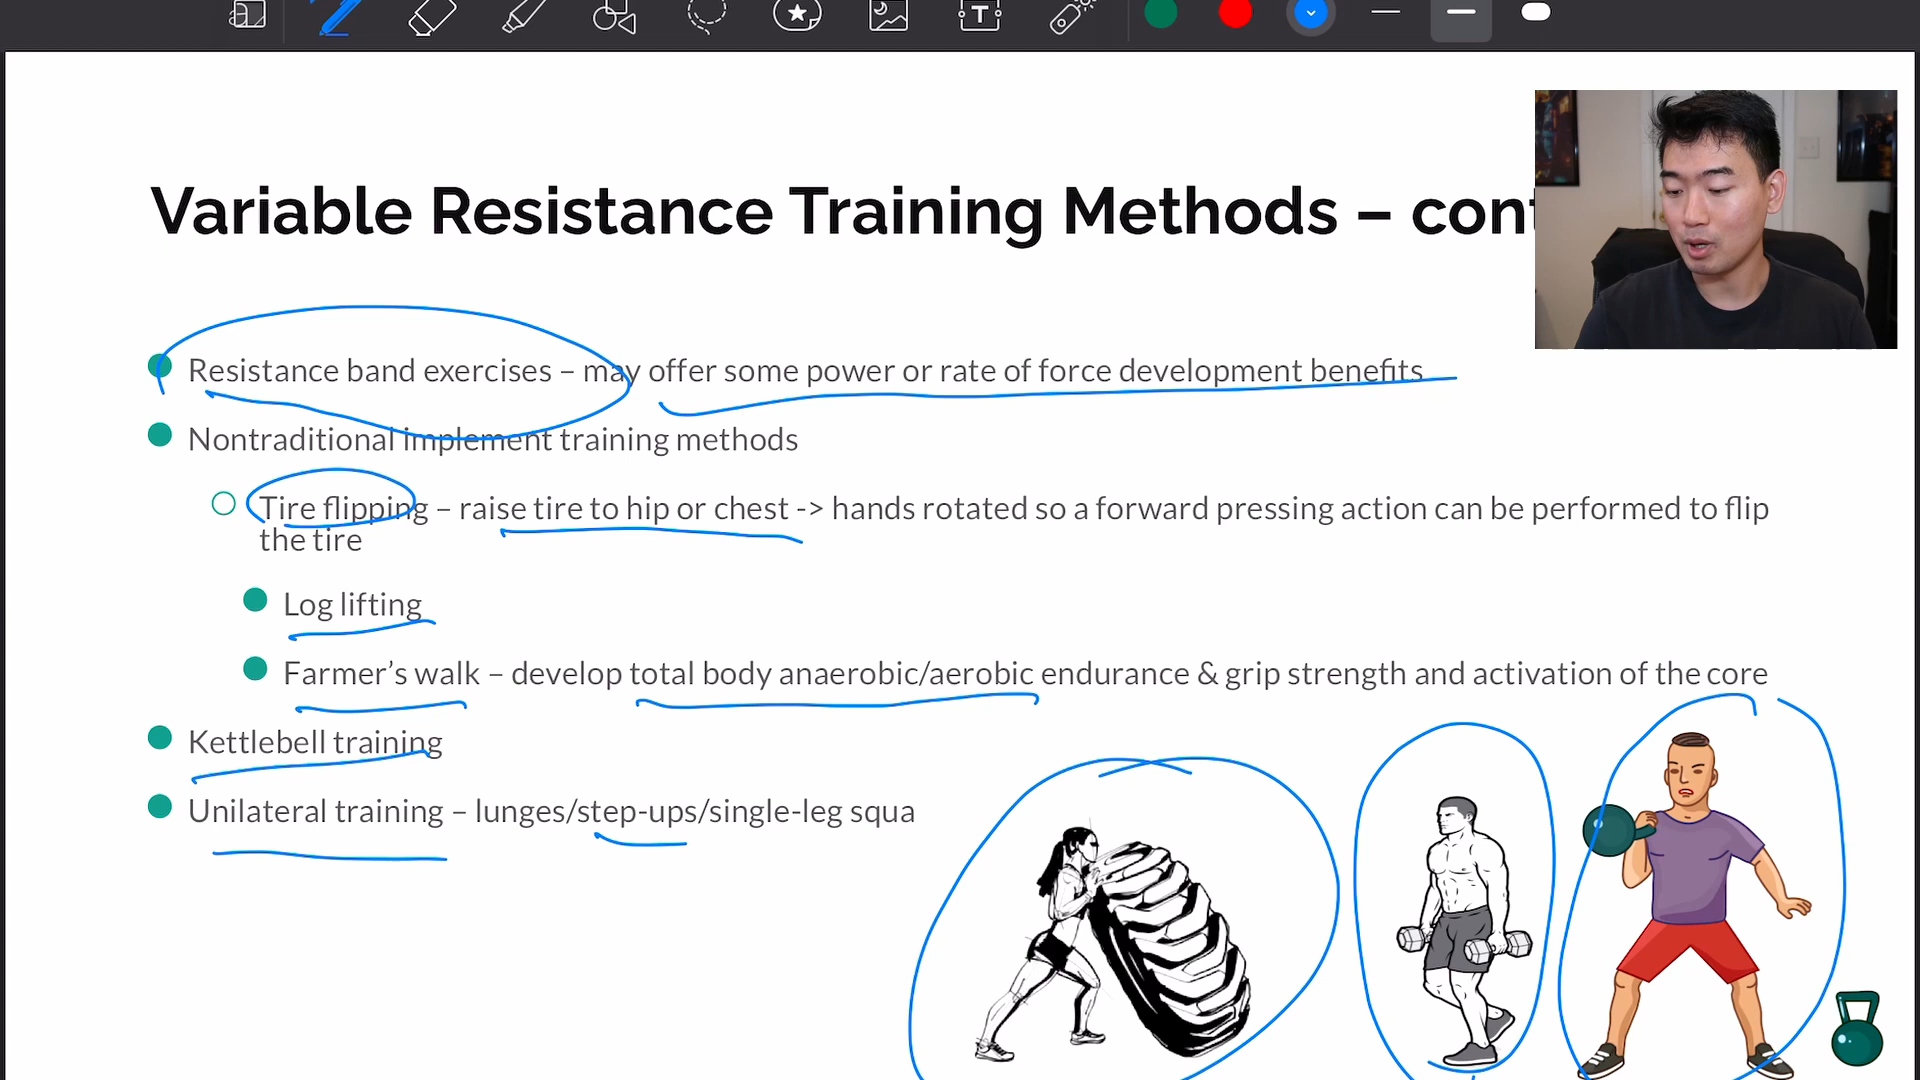 Variable Resistance Training Methods – cont
Resistance band exercises – may offer some power or rate of force development benefits
Nontraditional implement training methods
Tire flipping – raise tire to hip or chest -> hands rotated so a forward pressing action can be performed to flip
the tire
Log lifting
Farmer’s walk – develop total body anaerobic/aerobic endurance & grip strength and activation of the core
Kettlebell training
Unilateral training – lunges/step-ups/single-leg squa